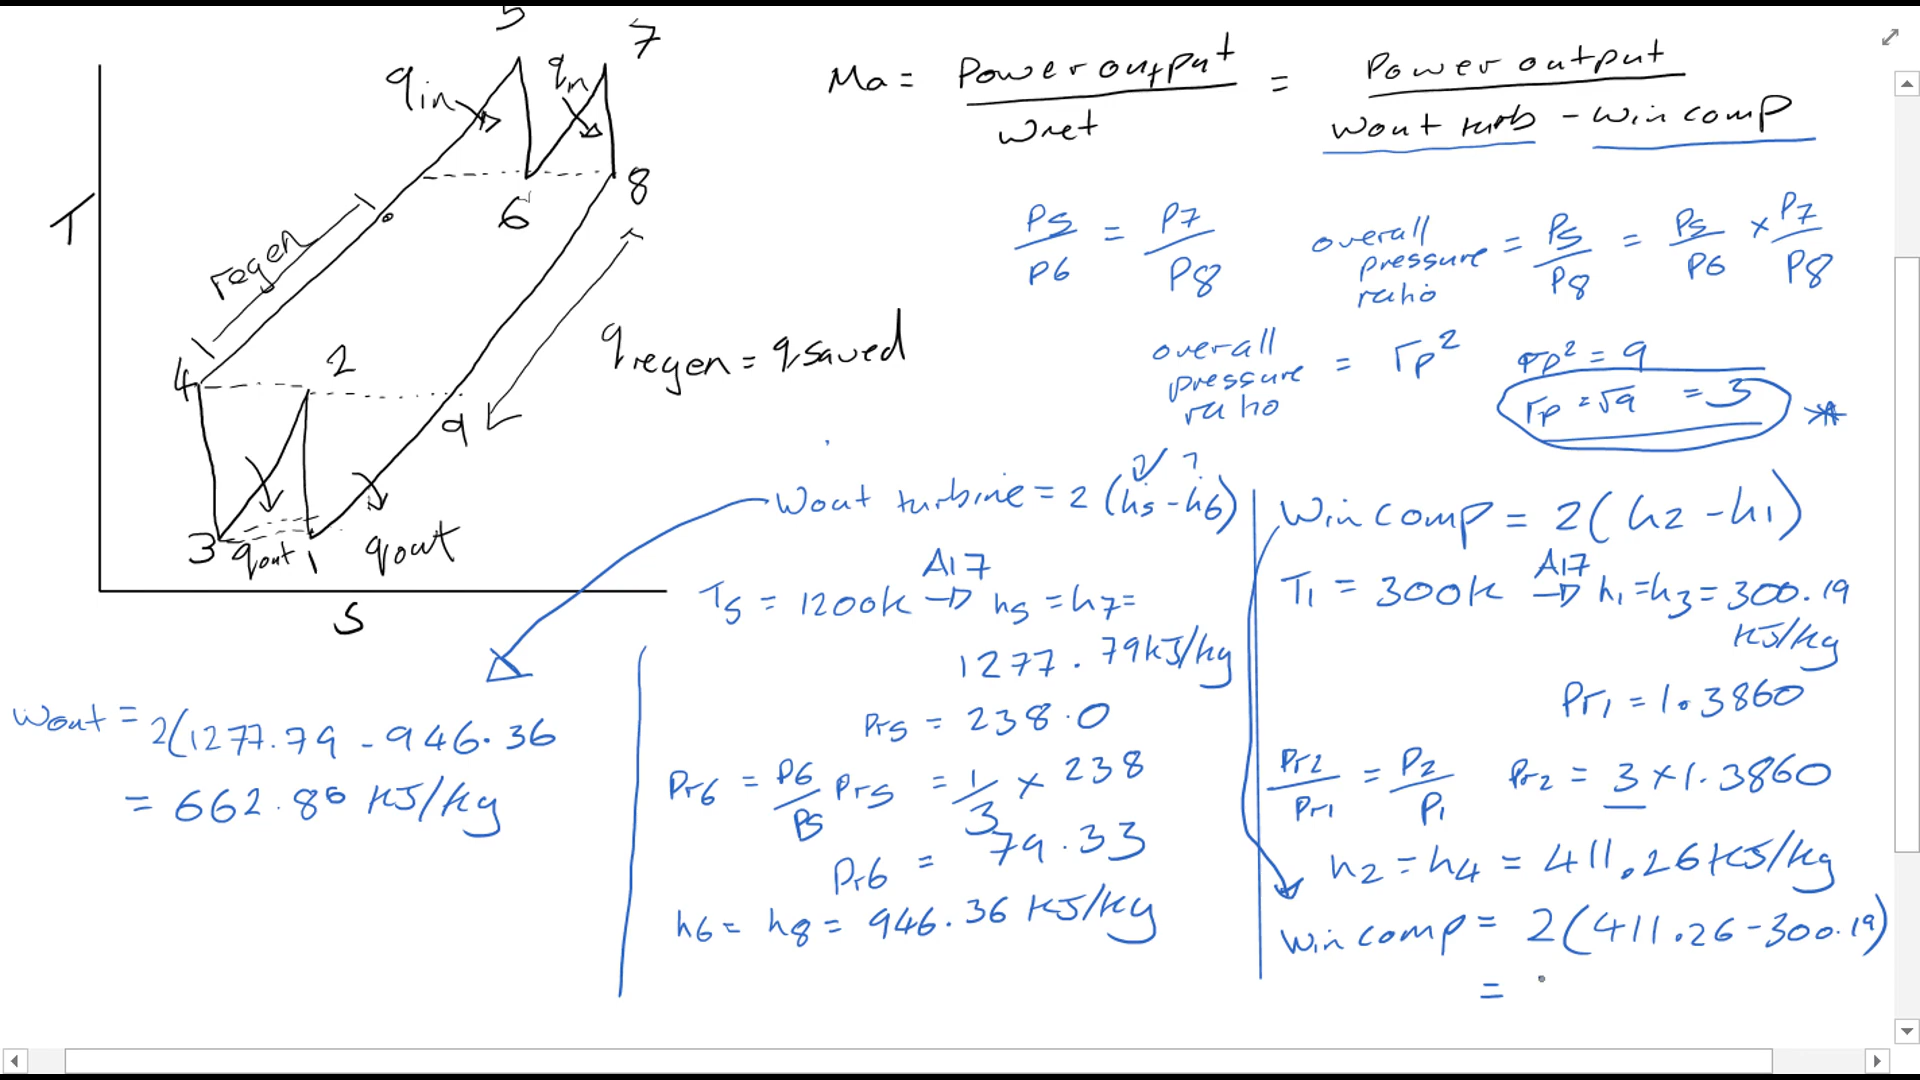 5
7
qin
qin
T
6
8
regen
4
2
9
qregen = qsaved
3
qout
1
qout
S
Ma = Power output / wnet = Power output / wout turb - win comp
P5/P6 = P7/P8
overall pressure ratio = P5/P8 = P5/P6 x P7/P8
overall pressure ratio = rp²
rp² = 9
rp = √9 = 3 *
wout turbine = 2 (h5 - h6)
✓ ?
A17
T5 = 1200k → h5 = h7 =
1277.79 kJ/kg
Pr5 = 238.0
Pr6 = P6/P5 Pr5 = 1/3 x 238
Pr6 = 79.33
h6 = h8 = 946.36 kJ/kg
wout = 2(1277.79 - 946.36
= 662.86 kJ/kg
win comp = 2(h2 - h1)
A17
T1 = 300k → h1 = h3 = 300.19
kJ/kg
Pr1 = 1.3860
Pr2/Pr1 = P2/P1 Pr2 = 3 x 1.3860
h2 = h4 = 411.26 kJ/kg
win comp = 2(411.26 - 300.19)
=